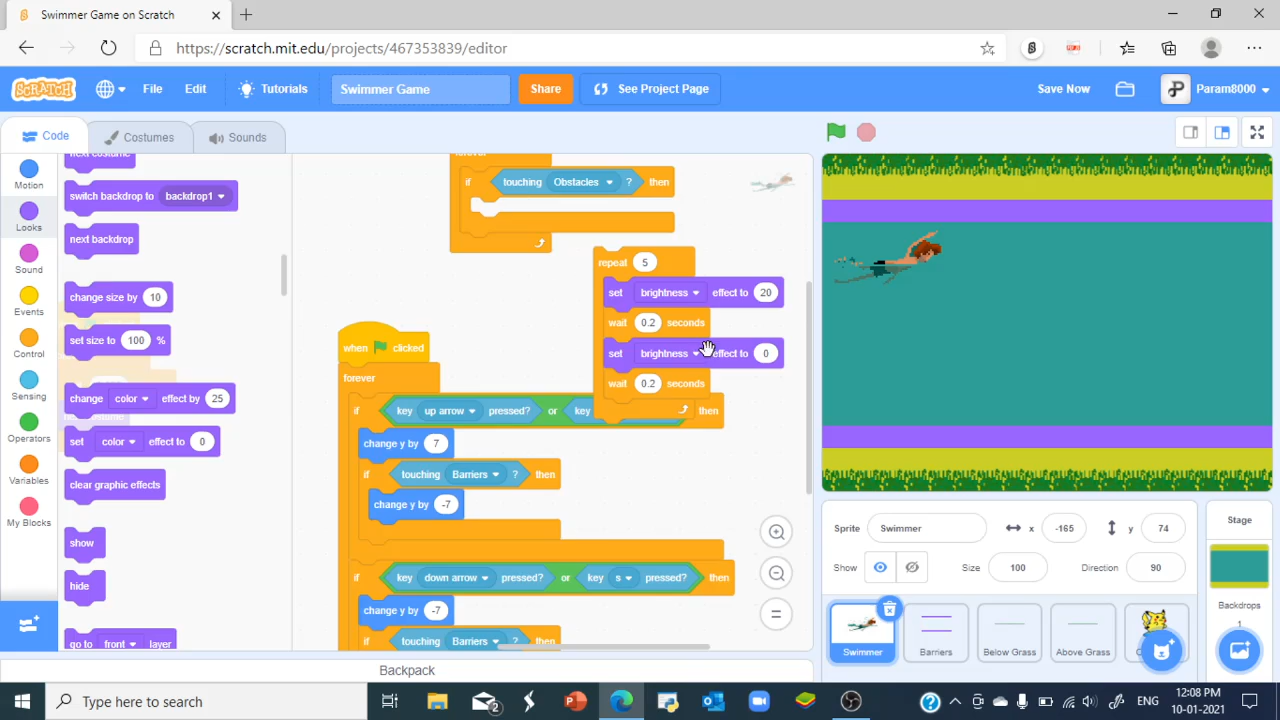 Swimmer Game on Scratch
https://scratch.mit.edu/projects/467353839/editor
SCRATCH
File
Edit
Tutorials
Swimmer Game
Share
See Project Page
Save Now
Param8000
Code
Costumes
Sounds
Motion
Looks
Sound
Events
Control
Sensing
Operators
Variables
My Blocks
next costume
switch backdrop to backdrop1
next backdrop
change size by 10
set size to 100 %
change color effect by 25
set color effect to 0
clear graphic effects
show
hide
go to front layer
forever
if touching Obstacles ? then
repeat 5
set brightness effect to 20
wait 0.2 seconds
set brightness effect to 0
wait 0.2 seconds
when clicked
forever
if key up arrow pressed? or key then
change y by 7
if touching Barriers ? then
change y by -7
if key down arrow pressed? or key s pressed? then
change y by -7
if touching Barriers ? then
Backpack
Sprite Swimmer x -165 y 74
Show Size 100 Direction 90
Swimmer
Barriers
Below Grass
Above Grass
Stage
Backdrops
1
Type here to search
2
ENG
12:08 PM
10-01-2021